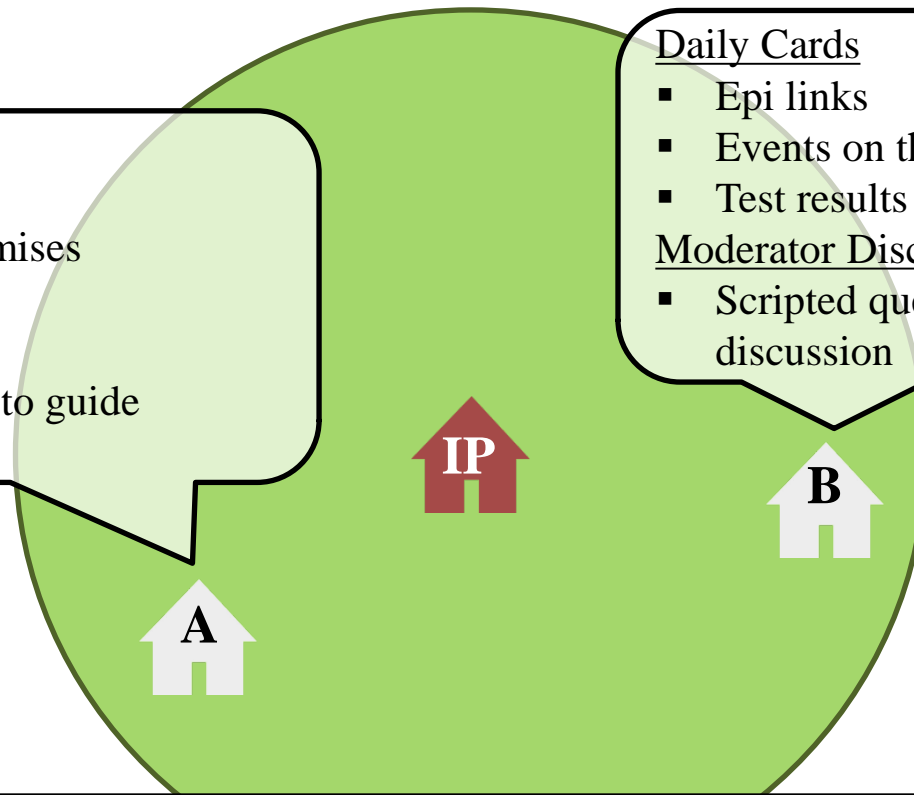 mises
to guide
Daily Cards
▪ Epi links
▪ Events on th
▪ Test results
Moderator Disc
▪ Scripted que
discussion
IP
B
A